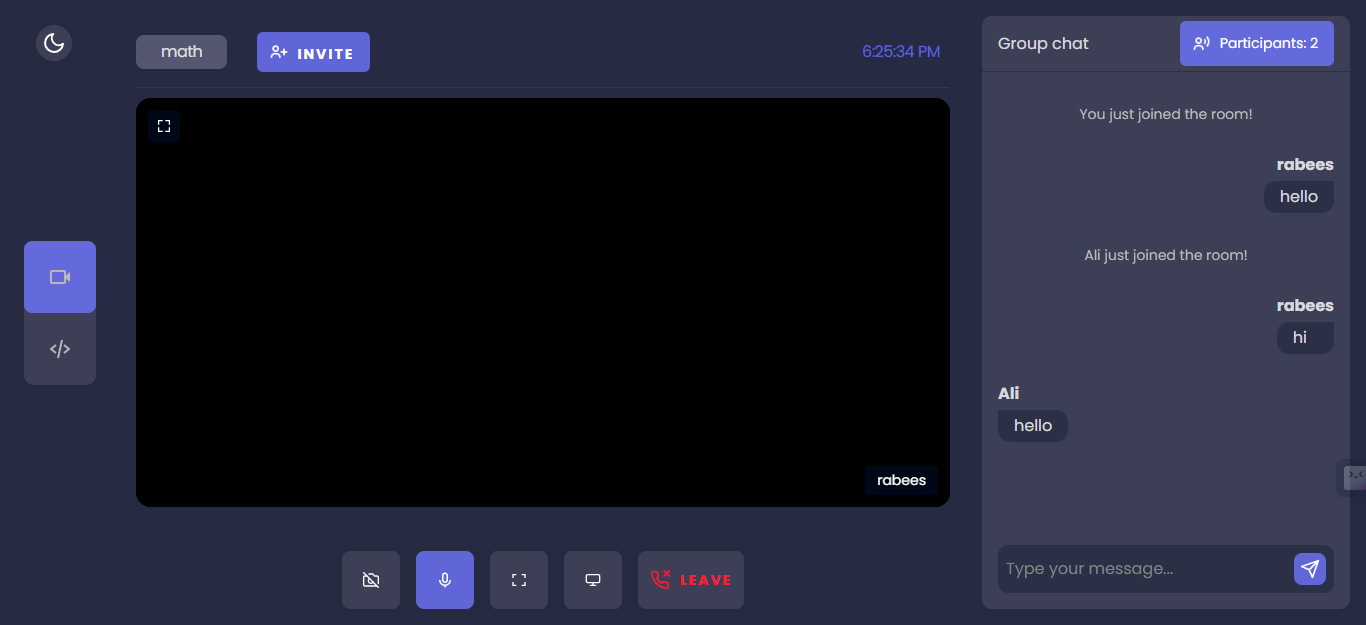 math
INVITE
6:25:34 PM
rabees
LEAVE
Group chat
Participants: 2
You just joined the room!
rabees
hello
Ali just joined the room!
rabees
hi
Ali
hello
Type your message...